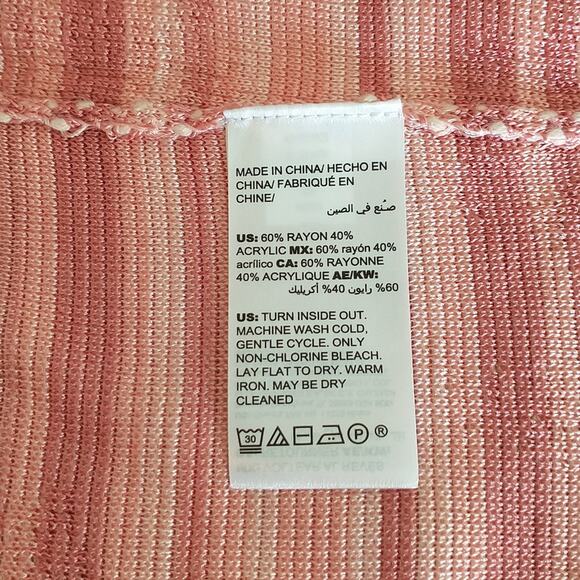 MADE IN CHINA/ HECHO EN
CHINA/ FABRIQUÉ EN
CHINE/
صُنع في الصين
US: 60% RAYON 40%
ACRYLIC MX: 60% rayón 40%
acrílico CA: 60% RAYONNE
40% ACRYLIQUE AE/KW:
60% رايون 40% أكريليك
US: TURN INSIDE OUT.
MACHINE WASH COLD,
GENTLE CYCLE. ONLY
NON-CHLORINE BLEACH.
LAY FLAT TO DRY. WARM
IRON. MAY BE DRY
CLEANED
30 P ®